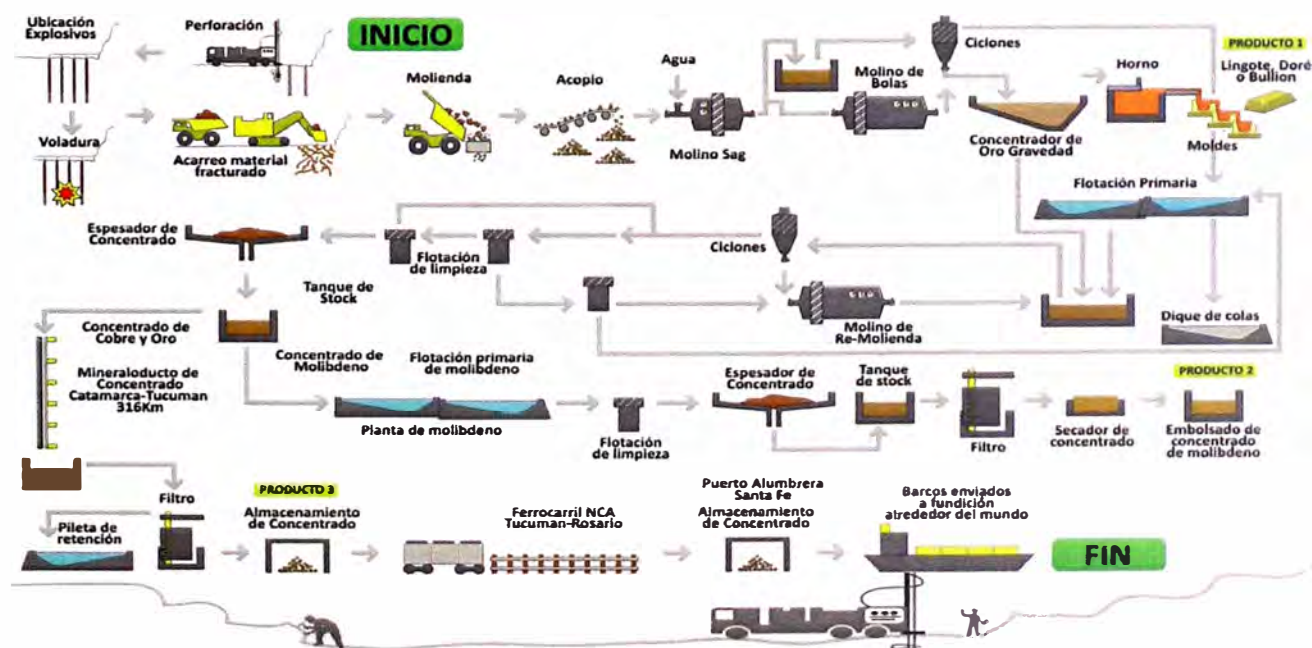 Ubicación
Explosivos
Perforación
INICIO
Voladura
Acarreo material
fracturado
Molienda
Acopio
Agua
Molino Sag
Molino de
Bolas
Ciclones
Concentrador de
Oro Gravedad
Horno
PRODUCTO 1
Lingote, Doré
o Bullion
Moldes
Flotación Primaria
Espesador de
Concentrado
Flotación
de limpieza
Ciclones
Tanque de
Stock
Molino de
Re-Molienda
Dique de colas
Concentrado de
Cobre y Oro
Mineraloducto de
Concentrado
Catamarca-Tucuman
316Km
Concentrado de
Molibdeno
Flotación primaria
de molibdeno
Planta de molibdeno
Flotación
de limpieza
Espesador de
Concentrado
Tanque
de stock
Filtro
Secador de
concentrado
PRODUCTO 2
Embolsado de
concentrado
de molibdeno
Pileta de
retención
Filtro
PRODUCTO 3
Almacenamiento
de Concentrado
Ferrocarril NCA
Tucuman-Rosario
Puerto Alumbrera
Santa Fe
Almacenamiento
de Concentrado
Barcos enviados
a fundición
alrededor del mundo
FIN